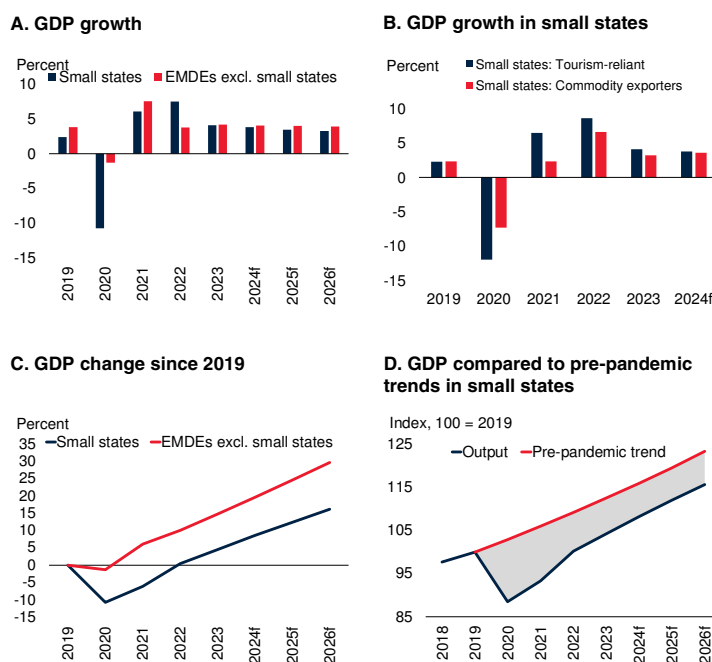 A. GDP growth
Percent
Small states EMDEs excl. small states
10
5
0
-5
-10
-15
2019
2020
2021
2022
2023
2024f
2025f
2026f
B. GDP growth in small states
Percent
Small states: Tourism-reliant
Small states: Commodity exporters
10
5
0
-5
-10
-15
2019 2020 2021 2022 2023 2024f
C. GDP change since 2019
Percent
Small states EMDEs excl. small states
35
30
25
20
15
10
5
0
-5
-10
-15
2019
2020
2021
2022
2023
2024f
2025f
2026f
D. GDP compared to pre-pandemic
trends in small states
Index, 100 = 2019
Output Pre-pandemic trend
125
115
105
95
85
2018
2019
2020
2021
2022
2023
2024f
2025f
2026f